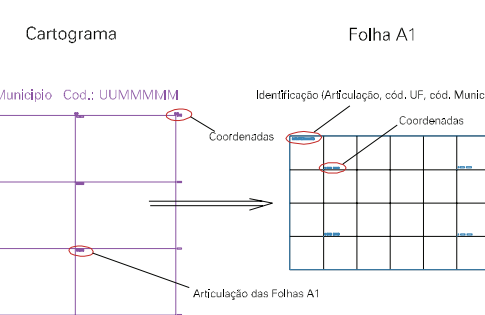 Cartograma
Folha A1
Municipio Cod.: UUMMMMM
Identificação (Articulação, cód. UF, cód. Munic
Coordenadas
Coordenadas
Articulação das Folhas A1